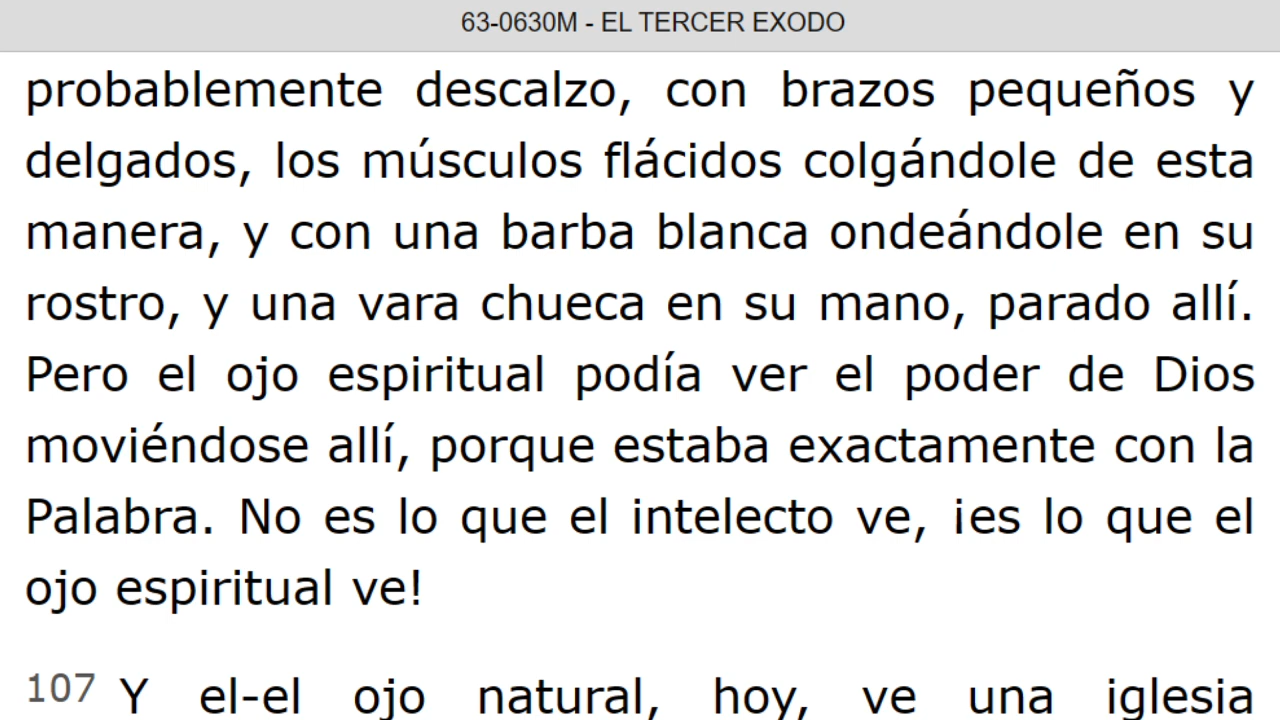 63-0630M - EL TERCER EXODO
probablemente descalzo, con brazos pequeños y
delgados, los músculos flácidos colgándole de esta
manera, y con una barba blanca ondeándole en su
rostro, y una vara chueca en su mano, parado allí.
Pero el ojo espiritual podía ver el poder de Dios
moviéndose allí, porque estaba exactamente con la
Palabra. No es lo que el intelecto ve, ¡es lo que el
ojo espiritual ve!
107 Y el-el ojo natural, hoy, ve una iglesia